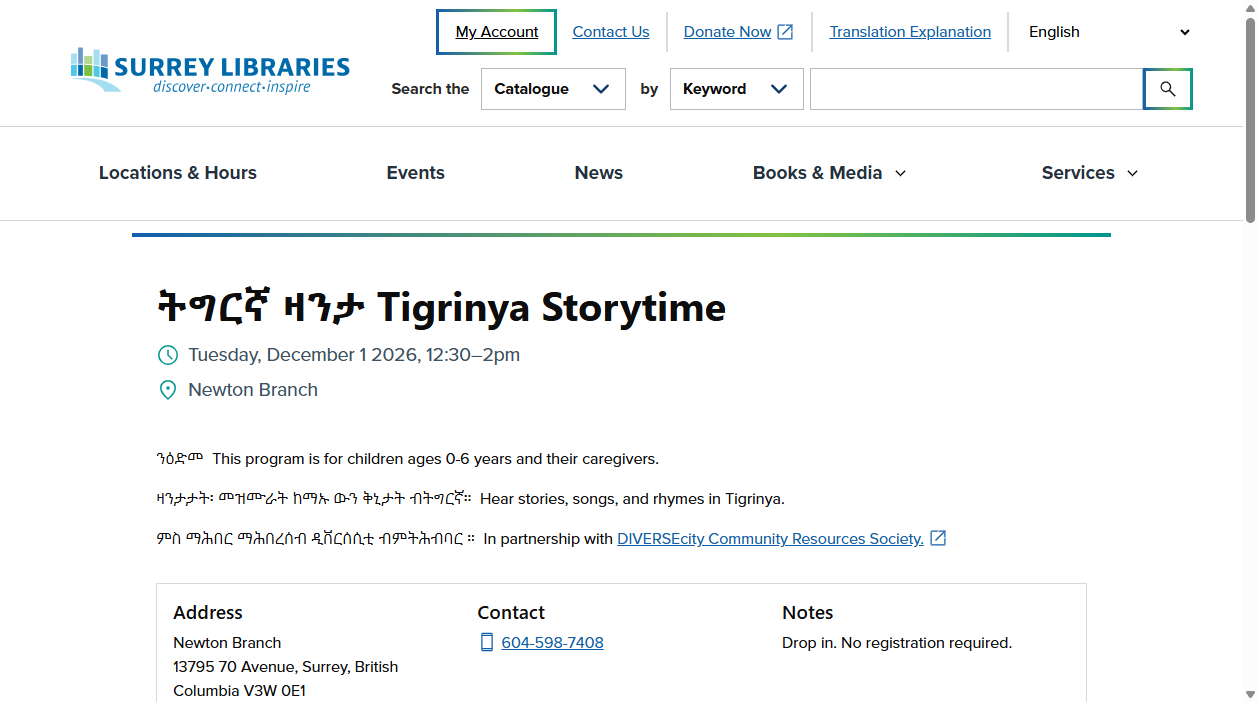 My Account
Contact Us
Donate Now
Translation Explanation
English
SURREY LIBRARIES
discover·connect·inspire
Search the
Catalogue
by
Keyword
Locations & Hours
Events
News
Books & Media
Services
ትግርኛ ዛንታ Tigrinya Storytime
Tuesday, December 1 2026, 12:30–2pm
Newton Branch
ንዕድመ This program is for children ages 0-6 years and their caregivers.
ዛንታታት፡ መዝሙራት ከማኡ ውን ቅኒታት ብትግርኛ። Hear stories, songs, and rhymes in Tigrinya.
ምስ ማሕበር ማሕበረሰብ ዲቨርሰሲቲ ብምትሕብባር ። In partnership with DIVERSEcity Community Resources Society.
Address
Newton Branch
13795 70 Avenue, Surrey, British
Columbia V3W 0E1
Contact
604-598-7408
Notes
Drop in. No registration required.